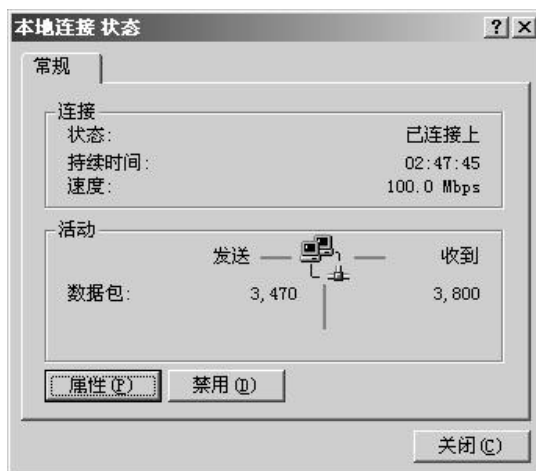 本地连接 状态
常规
连接
状态: 已连接上
持续时间: 02:47:45
速度: 100.0 Mbps
活动
发送 收到
数据包: 3,470 3,800
属性(P) 禁用(D)
关闭(C)